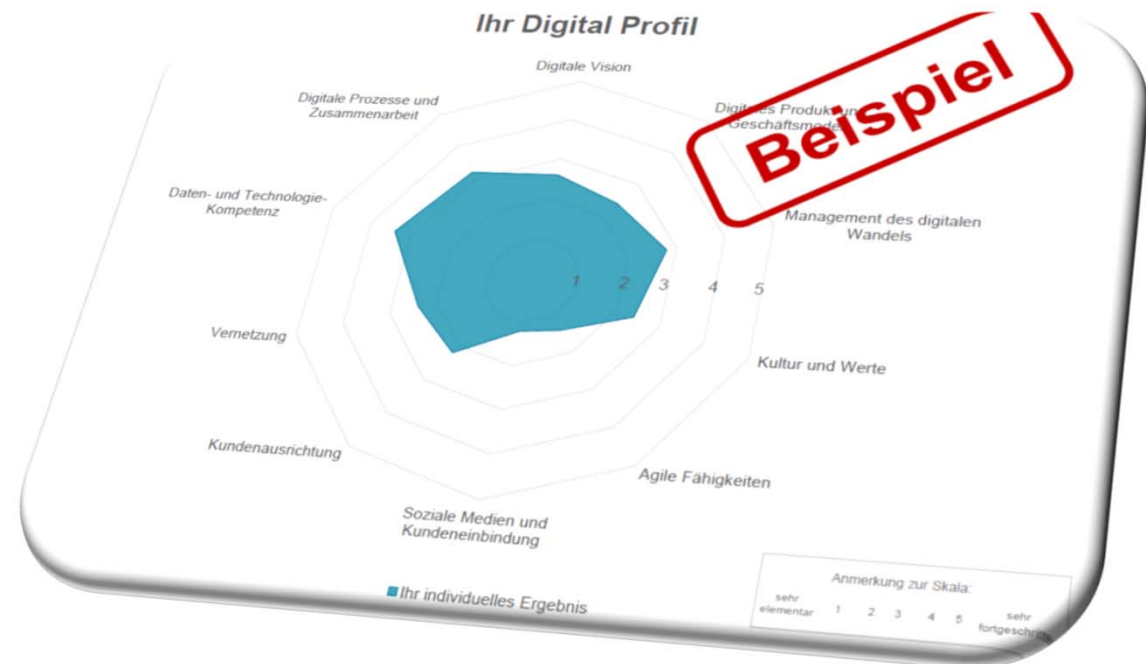 Ihr Digital Profil
Beispiel
Digitale Vision
Digitale Prozesse und
Zusammenarbeit
Management des digitalen
Wandels
Daten- und Technologie-
Kompetenz
1 2 3 4 5
Kultur und Werte
Vernetzung
Agile Fähigkeiten
Kundenausrichtung
Soziale Medien und
Kundeneinbindung
Ihr individuelles Ergebnis
Anmerkung zur Skala:
sehr
elementar
1 2 3 4 5
sehr